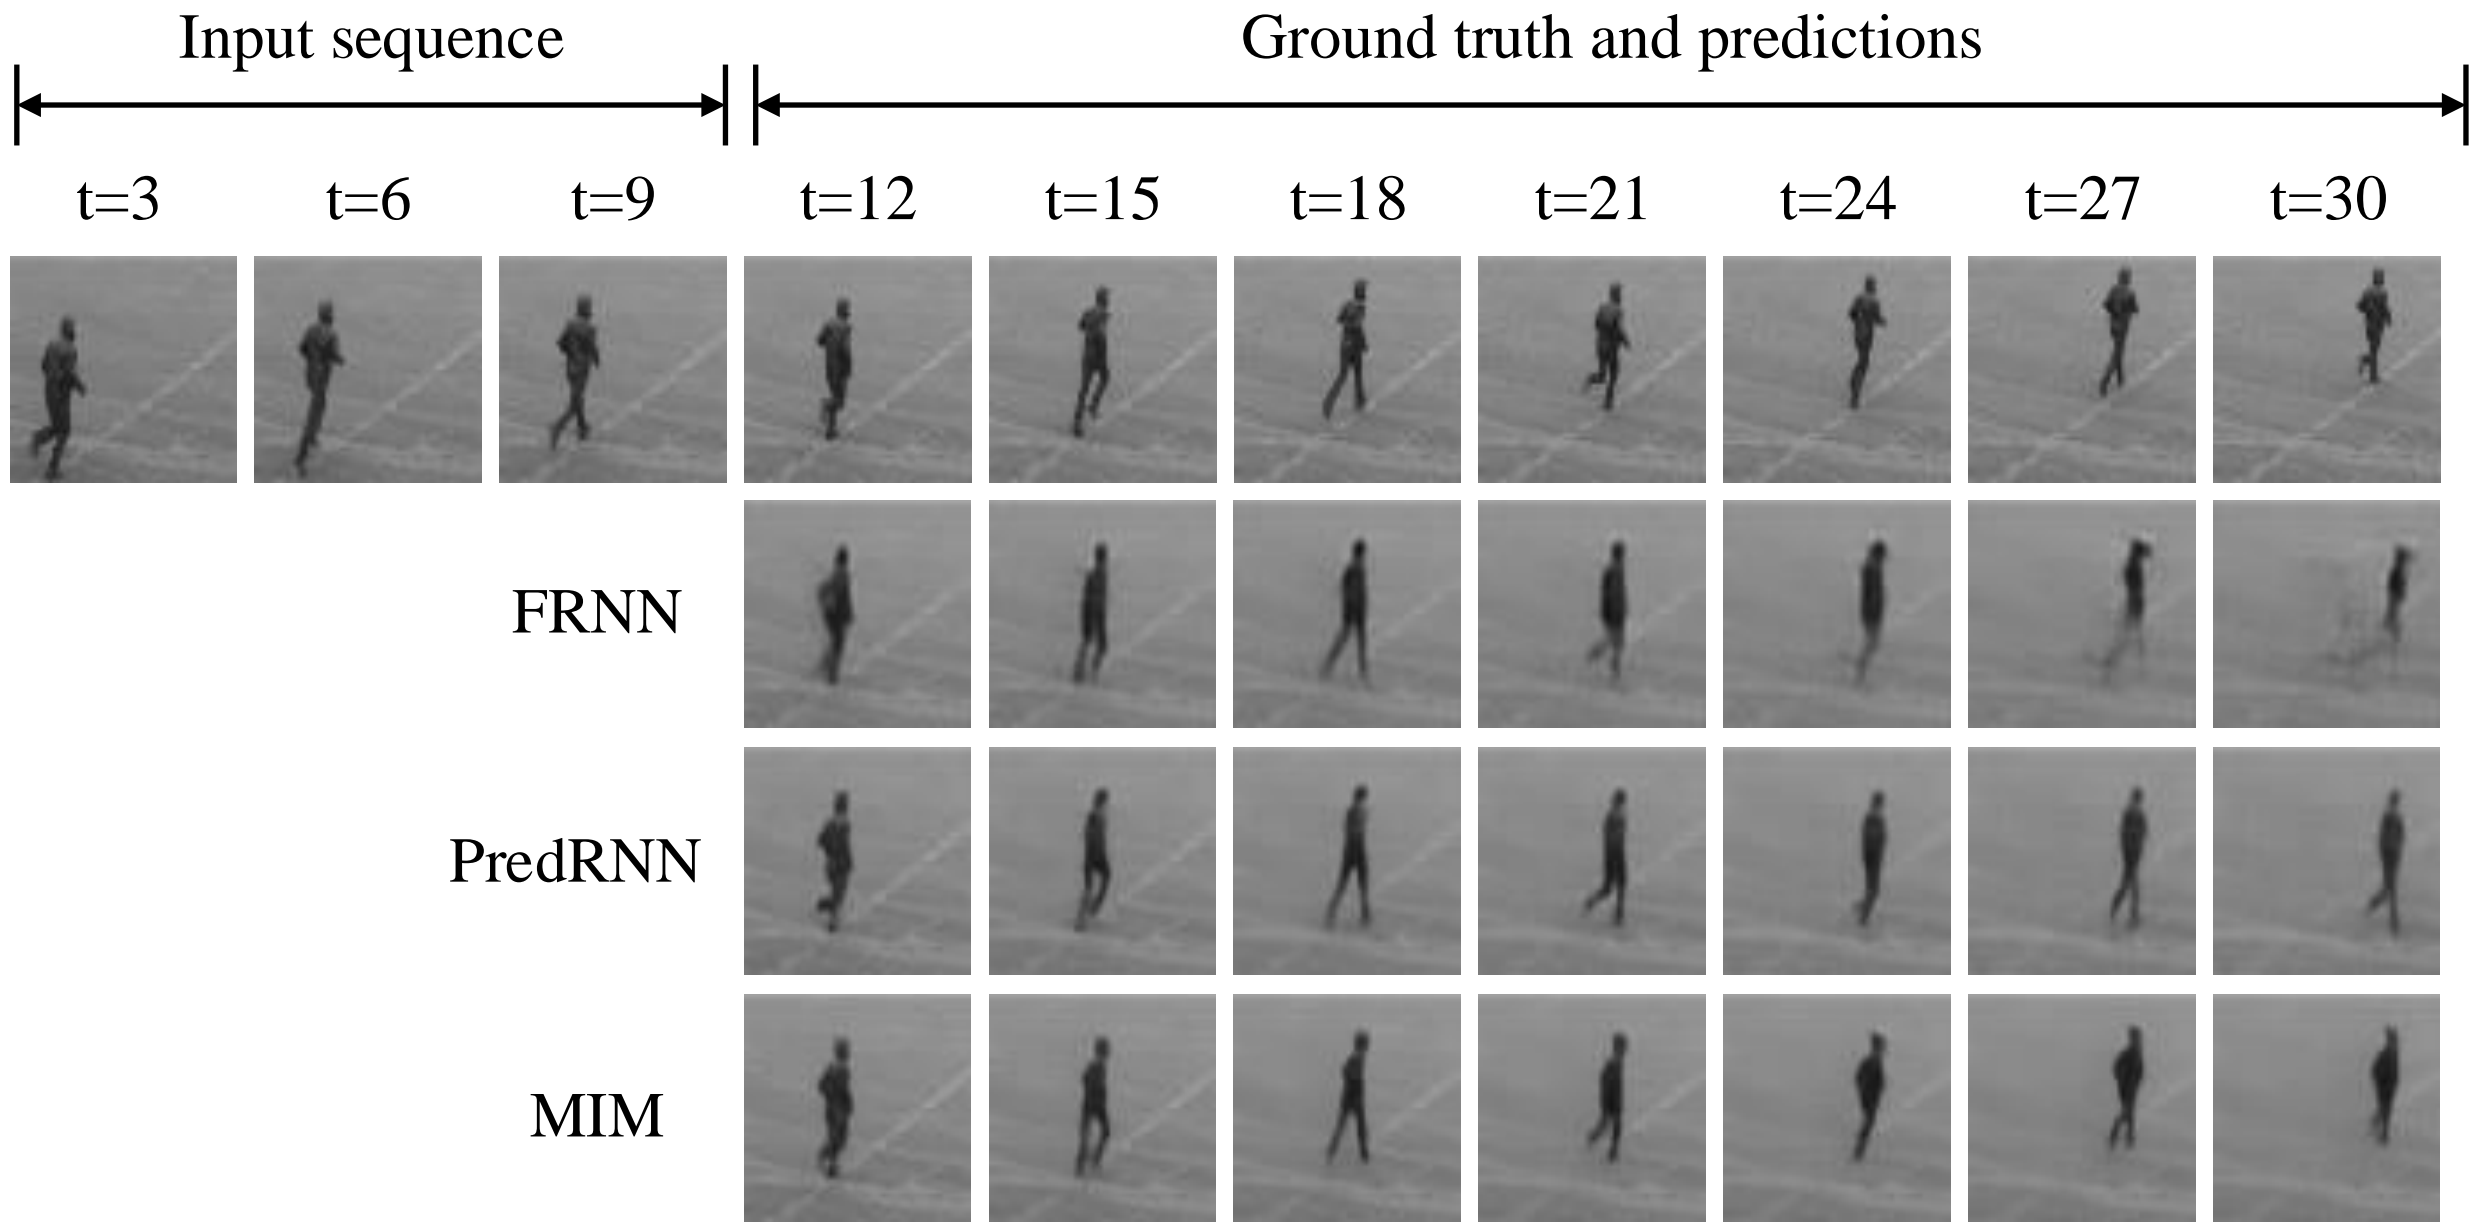 Input sequence
Ground truth and predictions
t=3 t=6 t=9 t=12 t=15 t=18 t=21 t=24 t=27 t=30
FRNN
PredRNN
MIM